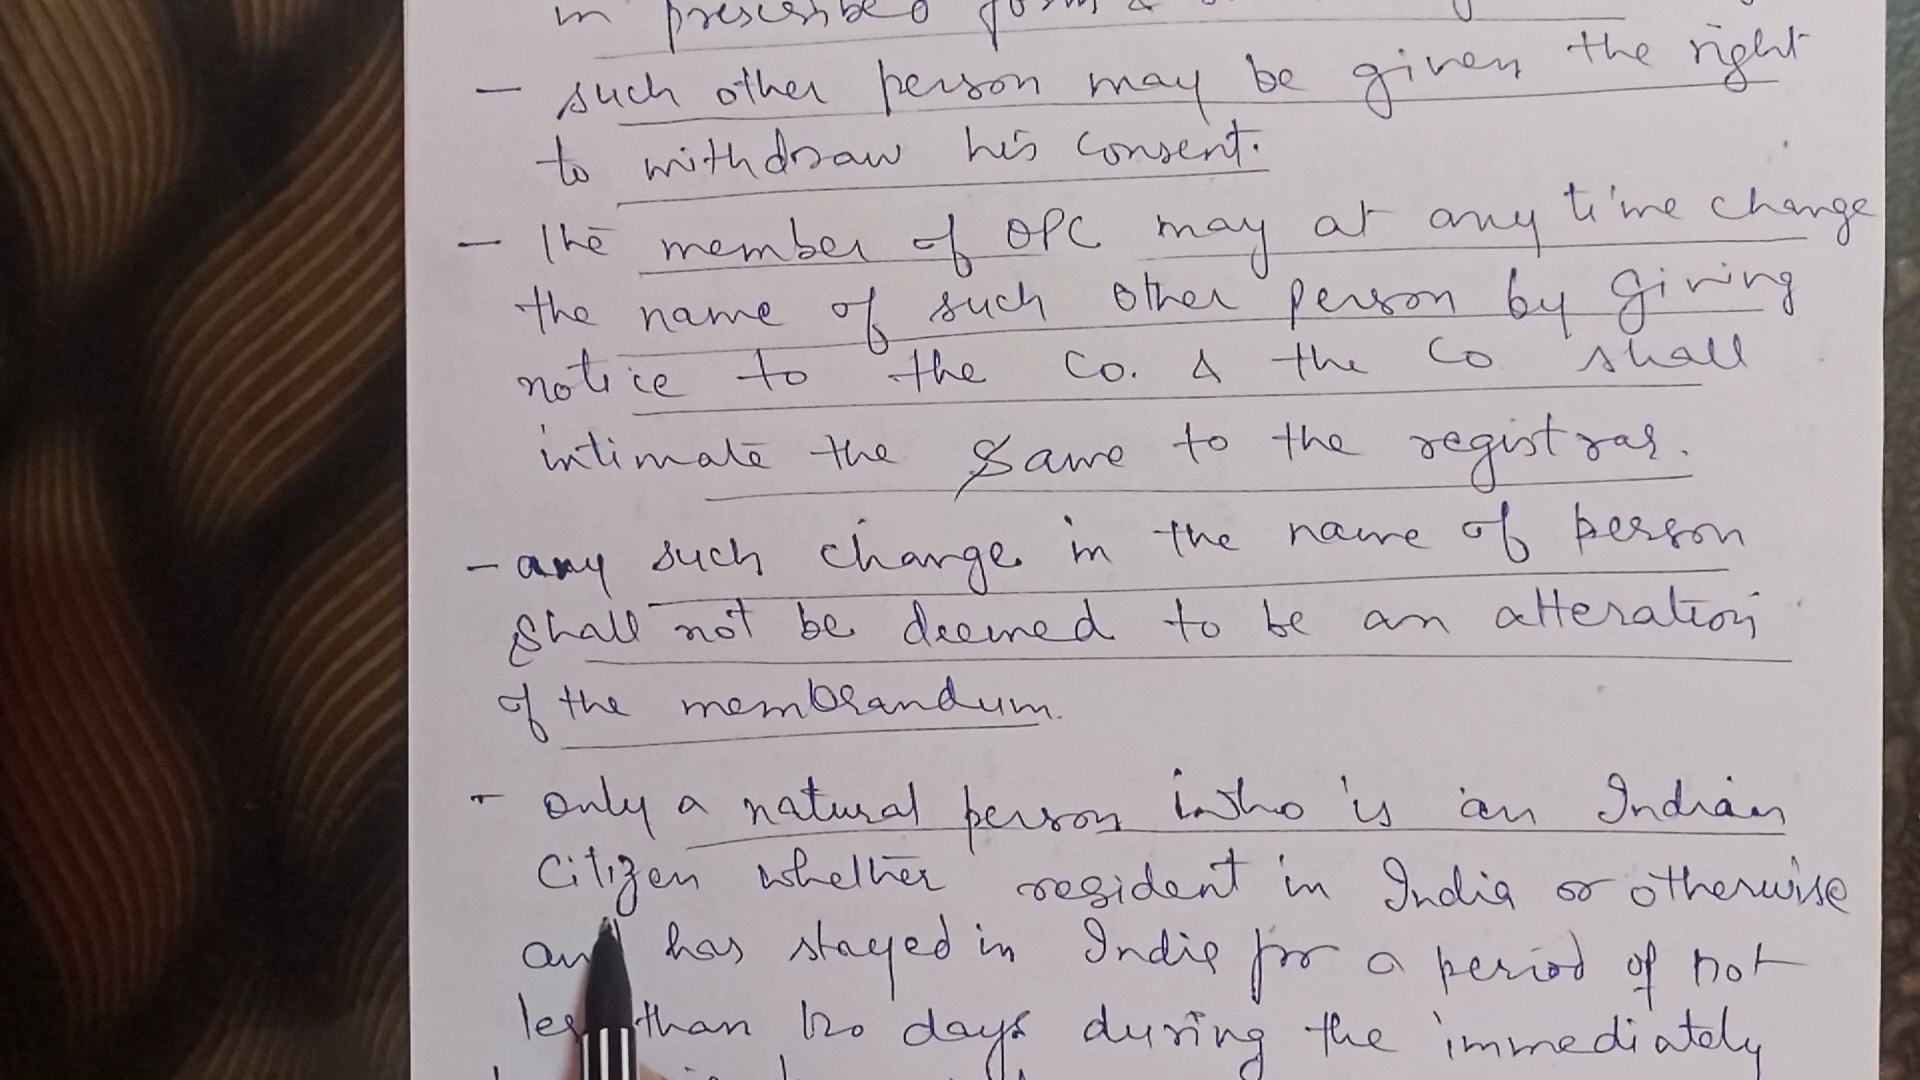 in prescribed form &
- such other person may be given the right
to withdraw his consent.
- The member of OPC may at any time change
the name of such other person by giving
notice to the Co. & the Co shall
intimate the same to the registrar.
- any such change in the name of person
shall not be deemed to be an alteration
of the memorandum.
- only a natural person who is an Indian
Citizen whether resident in India or otherwise
and has stayed in India for a period of not
less than 120 days during the immediately